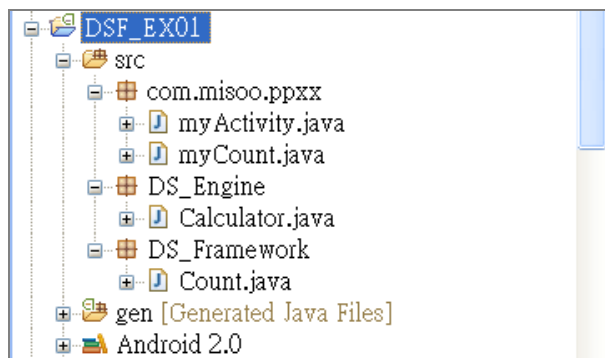 DSF_EX01
src
com.misoo.ppxx
myActivity.java
myCount.java
DS_Engine
Calculator.java
DS_Framework
Count.java
gen [Generated Java Files]
Android 2.0